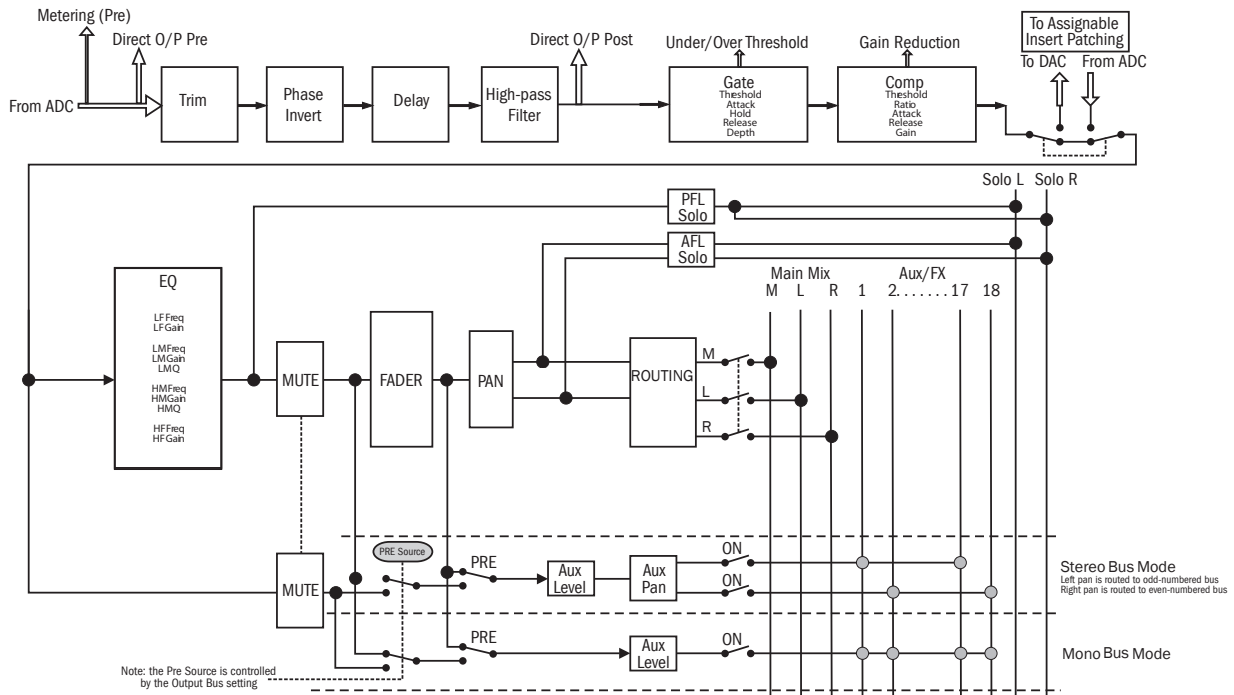 Metering (Pre)
Direct O/P Pre
Direct O/P Post
Under/Over Threshold
Gain Reduction
To Assignable
Insert Patching
To DAC
From ADC
From ADC
Trim
Phase
Invert
Delay
High-pass
Filter
Gate
Threshold
Attack
Hold
Release
Depth
Comp
Threshold
Ratio
Attack
Release
Gain
Solo L
Solo R
PFL
Solo
AFL
Solo
Main Mix
Aux/FX
M
L
R
1
2.......17
18
EQ
LF Freq
LF Gain
LMFreq
LMGain
LMQ
HMFreq
HMGain
HMQ
HFFreq
HFGain
MUTE
FADER
PAN
ROUTING
M
L
R
MUTE
PRE Source
PRE
Aux
Level
Aux
Pan
ON
ON
Stereo Bus Mode
Left pan is routed to odd-numbered bus
Right pan is routed to even-numbered bus
PRE
Aux
Level
ON
Mono Bus Mode
Note: the Pre Source is controlled
by the Output Bus setting